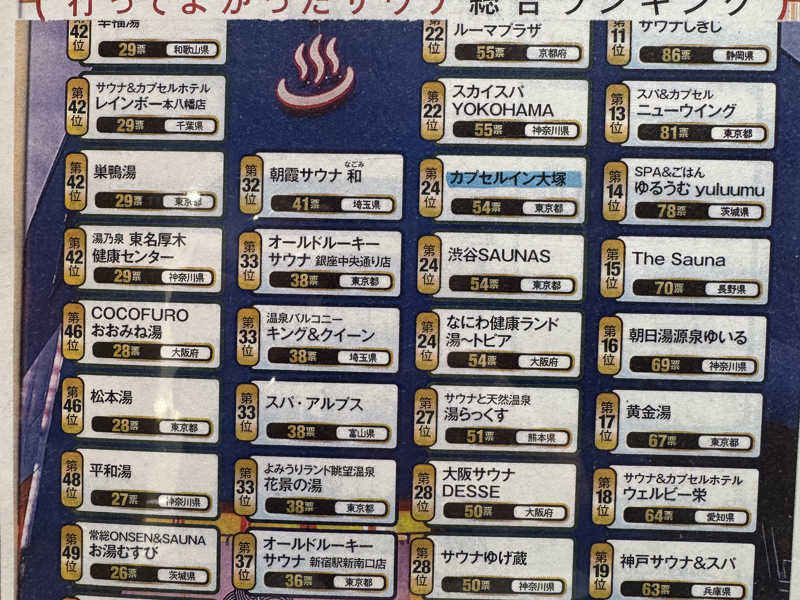 行ってよかったサウナ 総合ランキング
第11位
サウナしきじ
86票
静岡県
第13位
スパ&カプセル
ニューウイング
81票
東京都
第14位
SPA&ごはん
ゆるうむ yuluumu
78票
茨城県
第15位
The Sauna
70票
長野県
第16位
朝日湯源泉ゆいる
69票
神奈川県
第17位
黄金湯
67票
東京都
第18位
サウナ&カプセルホテル
ウェルビー栄
64票
愛知県
第19位
神戸サウナ&スパ
63票
兵庫県
第22位
ルーマプラザ
55票
京都府
第22位
スカイスパ
YOKOHAMA
55票
神奈川県
第24位
カプセルイン大塚
54票
東京都
第24位
渋谷SAUNAS
54票
東京都
第24位
なにわ健康ランド
湯〜トピア
54票
大阪府
第27位
サウナと天然温泉
湯らっくす
51票
熊本県
第28位
大阪サウナ
DESSE
50票
大阪府
第28位
サウナゆげ蔵
50票
神奈川県
第32位
朝霞サウナ 和
なごみ
41票
埼玉県
第33位
オールドルーキー
サウナ 銀座中央通り店
38票
東京都
第33位
温泉バルコニー
キング&クイーン
38票
埼玉県
第33位
スパ・アルプス
38票
富山県
第33位
よみうりランド眺望温泉
花景の湯
38票
東京都
第37位
オールドルーキー
サウナ 新宿駅新南口店
36票
東京都
第42位
幸福湯
29票
和歌山県
第42位
サウナ&カプセルホテル
レインボー本八幡店
29票
千葉県
第42位
巣鴨湯
29票
東京都
第42位
湯乃泉 東名厚木
健康センター
29票
神奈川県
第46位
COCOFURO
おおみね湯
28票
大阪府
第46位
松本湯
28票
東京都
第48位
平和湯
27票
神奈川県
第49位
常総ONSEN&SAUNA
お湯むすび
26票
茨城県